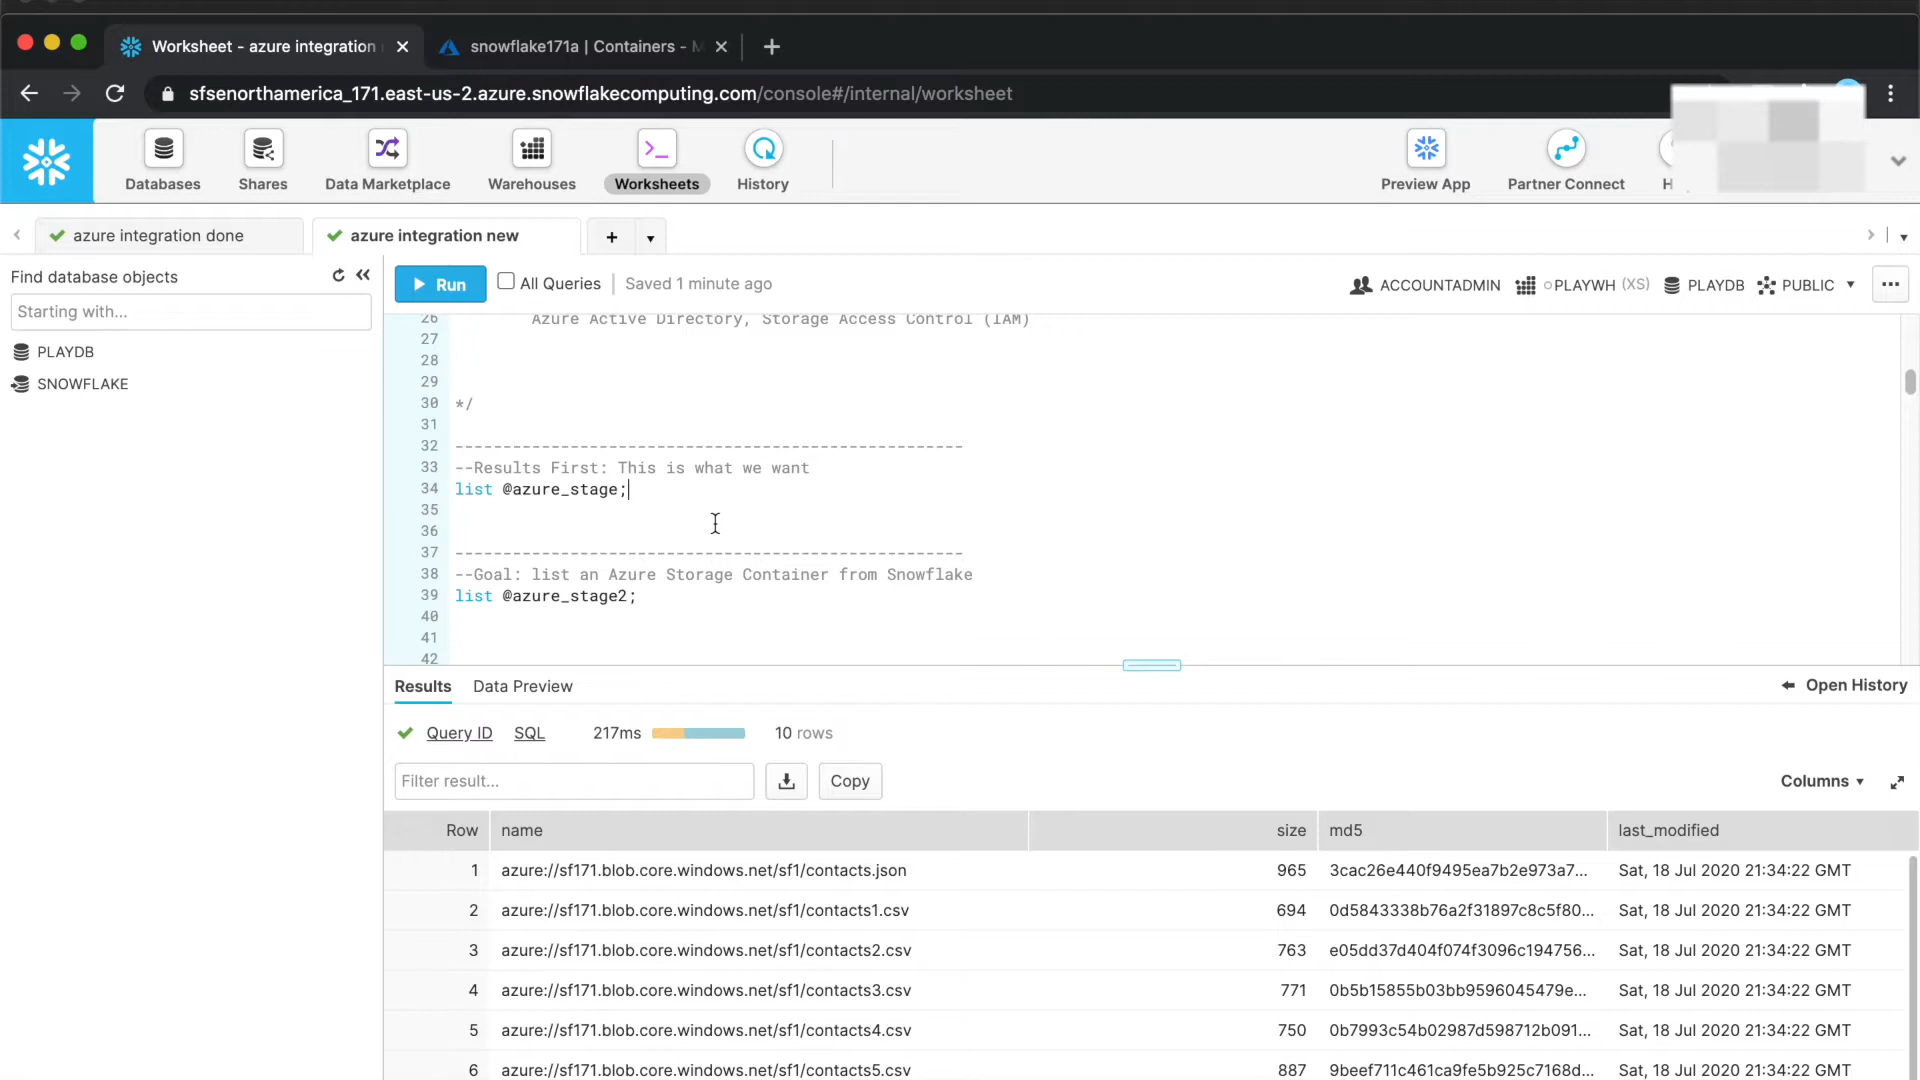 Worksheet - azure integration
snowflake171a | Containers - M
sfsenorthamerica_171.east-us-2.azure.snowflakecomputing.com/console#/internal/worksheet
Databases
Shares
Data Marketplace
Warehouses
Worksheets
History
Preview App
Partner Connect
H
azure integration done
azure integration new
Find database objects
Starting with...
PLAYDB
SNOWFLAKE
Run
All Queries
Saved 1 minute ago
ACCOUNTADMIN
PLAYWH (XS)
PLAYDB
PUBLIC
26 Azure Active Directory, Storage Access Control (IAM)
27
28
29
30 */
31
32 -----------------------------------------------------
33 --Results First: This is what we want
34 list @azure_stage;
35
36
37 -----------------------------------------------------
38 --Goal: list an Azure Storage Container from Snowflake
39 list @azure_stage2;
40
41
42
Results
Data Preview
Open History
Query ID
SQL
217ms
10 rows
Filter result...
Copy
Columns
Row name size md5 last_modified
1 azure://sf171.blob.core.windows.net/sf1/contacts.json 965 3cac26e440f9495ea7b2e973a7... Sat, 18 Jul 2020 21:34:22 GMT
2 azure://sf171.blob.core.windows.net/sf1/contacts1.csv 694 0d5843338b76a2f31897c8c5f80... Sat, 18 Jul 2020 21:34:22 GMT
3 azure://sf171.blob.core.windows.net/sf1/contacts2.csv 763 e05dd37d404f074f3096c194756... Sat, 18 Jul 2020 21:34:22 GMT
4 azure://sf171.blob.core.windows.net/sf1/contacts3.csv 771 0b5b15855b03bb9596045479e... Sat, 18 Jul 2020 21:34:22 GMT
5 azure://sf171.blob.core.windows.net/sf1/contacts4.csv 750 0b7993c54b02987d598712b091... Sat, 18 Jul 2020 21:34:22 GMT
6 azure://sf171.blob.core.windows.net/sf1/contacts5.csv 887 9beef711c461ca9fe5b925c7168d... Sat, 18 Jul 2020 21:34:22 GMT